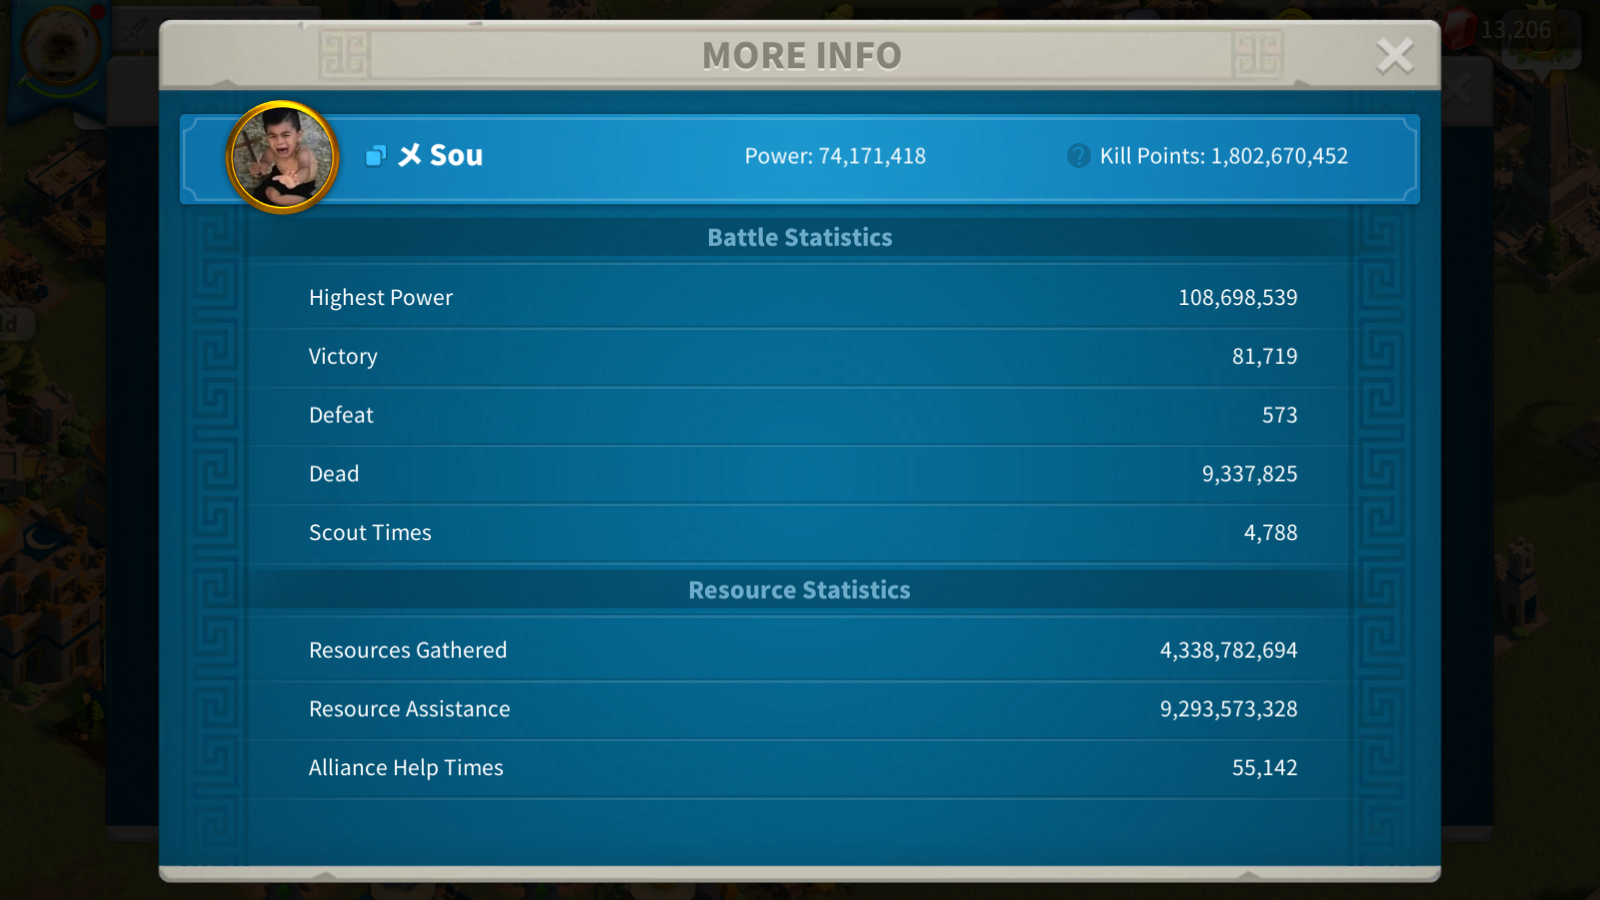 MORE INFO
13,206
メ Sou
Power: 74,171,418
Kill Points: 1,802,670,452
Battle Statistics
Highest Power 108,698,539
Victory 81,719
Defeat 573
Dead 9,337,825
Scout Times 4,788
Resource Statistics
Resources Gathered 4,338,782,694
Resource Assistance 9,293,573,328
Alliance Help Times 55,142